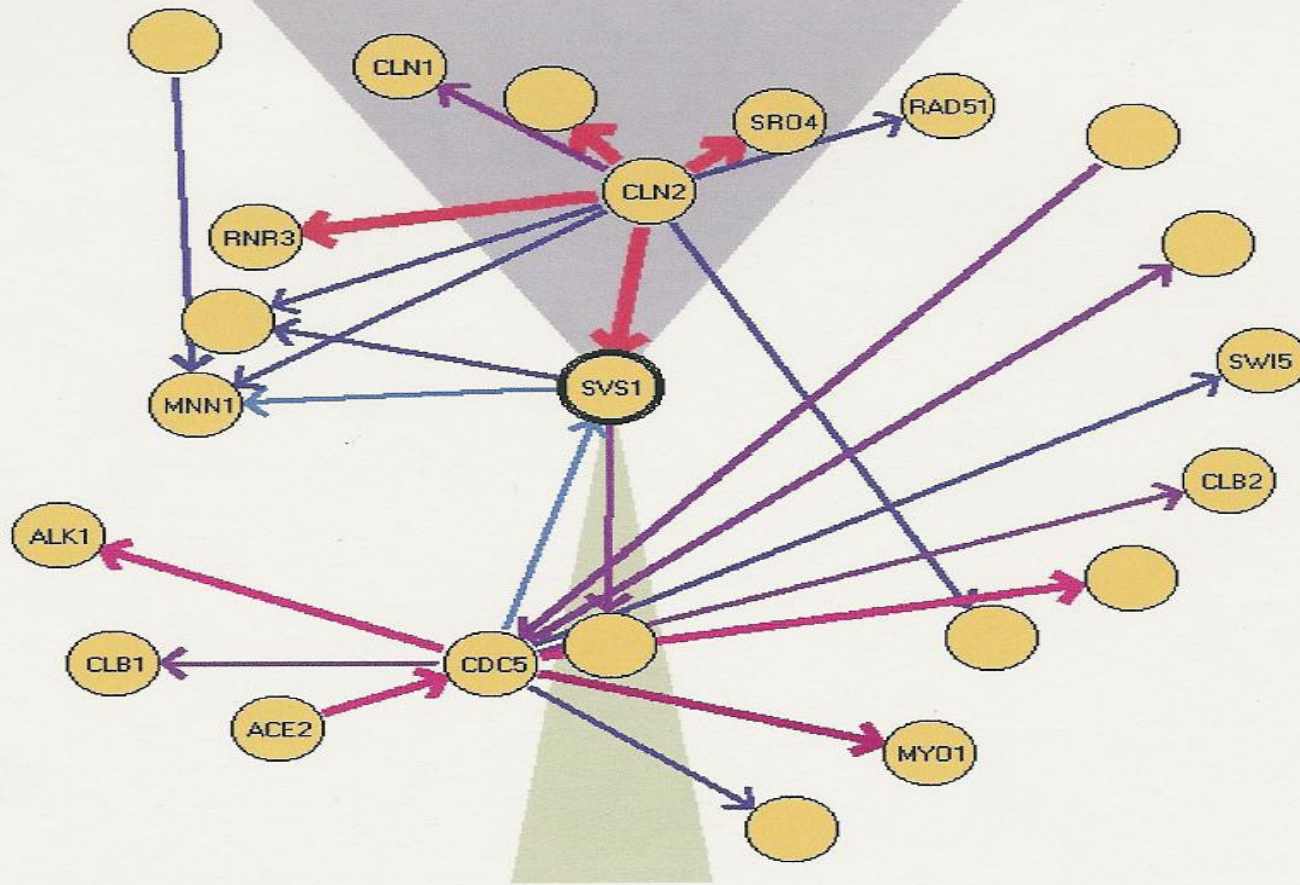 CLN1
RAD51
SRO4
CLN2
RNR3
SWI5
SVS1
MNN1
CLB2
ALK1
CLB1
CDC5
ACE2
MYO1